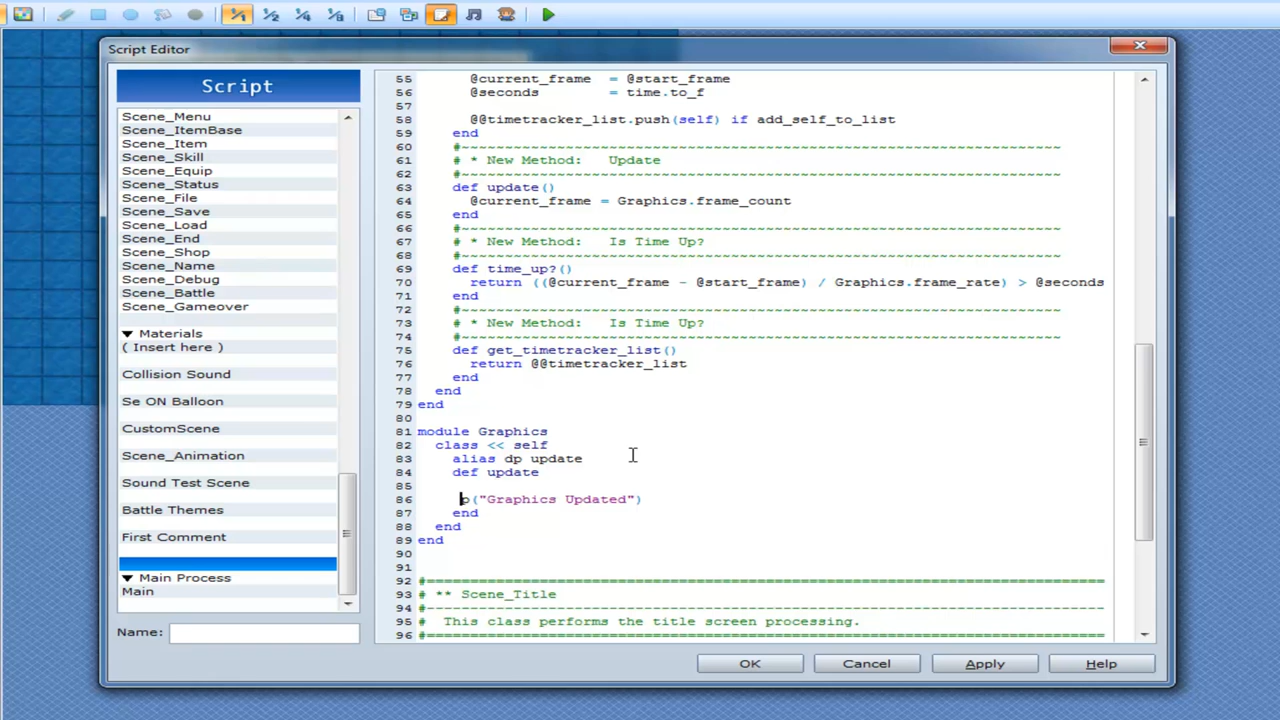 Script Editor
Script
Scene_Menu
Scene_ItemBase
Scene_Item
Scene_Skill
Scene_Equip
Scene_Status
Scene_File
Scene_Save
Scene_Load
Scene_End
Scene_Shop
Scene_Name
Scene_Debug
Scene_Battle
Scene_Gameover
▼ Materials
( Insert here )
Collision Sound
Se ON Balloon
CustomScene
Scene_Animation
Sound Test Scene
Battle Themes
First Comment
▼ Main Process
Main
Name:
55 @current_frame = @start_frame
56 @seconds = time.to_f
57
58 @@timetracker_list.push(self) if add_self_to_list
59 end
60 #~~~~~~~~~~~~~~~~~~~~~~~~~~~~~~~~~~~~~~~~~~~~~~~~~~~~~~~~~~~~~~~~~~~~~
61 # * New Method: Update
62 #~~~~~~~~~~~~~~~~~~~~~~~~~~~~~~~~~~~~~~~~~~~~~~~~~~~~~~~~~~~~~~~~~~~~~
63 def update()
64 @current_frame = Graphics.frame_count
65 end
66 #~~~~~~~~~~~~~~~~~~~~~~~~~~~~~~~~~~~~~~~~~~~~~~~~~~~~~~~~~~~~~~~~~~~~~
67 # * New Method: Is Time Up?
68 #~~~~~~~~~~~~~~~~~~~~~~~~~~~~~~~~~~~~~~~~~~~~~~~~~~~~~~~~~~~~~~~~~~~~~
69 def time_up?()
70 return ((@current_frame - @start_frame) / Graphics.frame_rate) > @seconds
71 end
72 #~~~~~~~~~~~~~~~~~~~~~~~~~~~~~~~~~~~~~~~~~~~~~~~~~~~~~~~~~~~~~~~~~~~~~
73 # * New Method: Is Time Up?
74 #~~~~~~~~~~~~~~~~~~~~~~~~~~~~~~~~~~~~~~~~~~~~~~~~~~~~~~~~~~~~~~~~~~~~~
75 def get_timetracker_list()
76 return @@timetracker_list
77 end
78 end
79 end
80
81 module Graphics
82 class << self
83 alias dp update
84 def update
85
86 p("Graphics Updated")
87 end
88 end
89 end
90
91
92 #==============================================================================
93 # ** Scene_Title
94 #------------------------------------------------------------------------------
95 # This class performs the title screen processing.
96 #==============================================================================
OK Cancel Apply Help